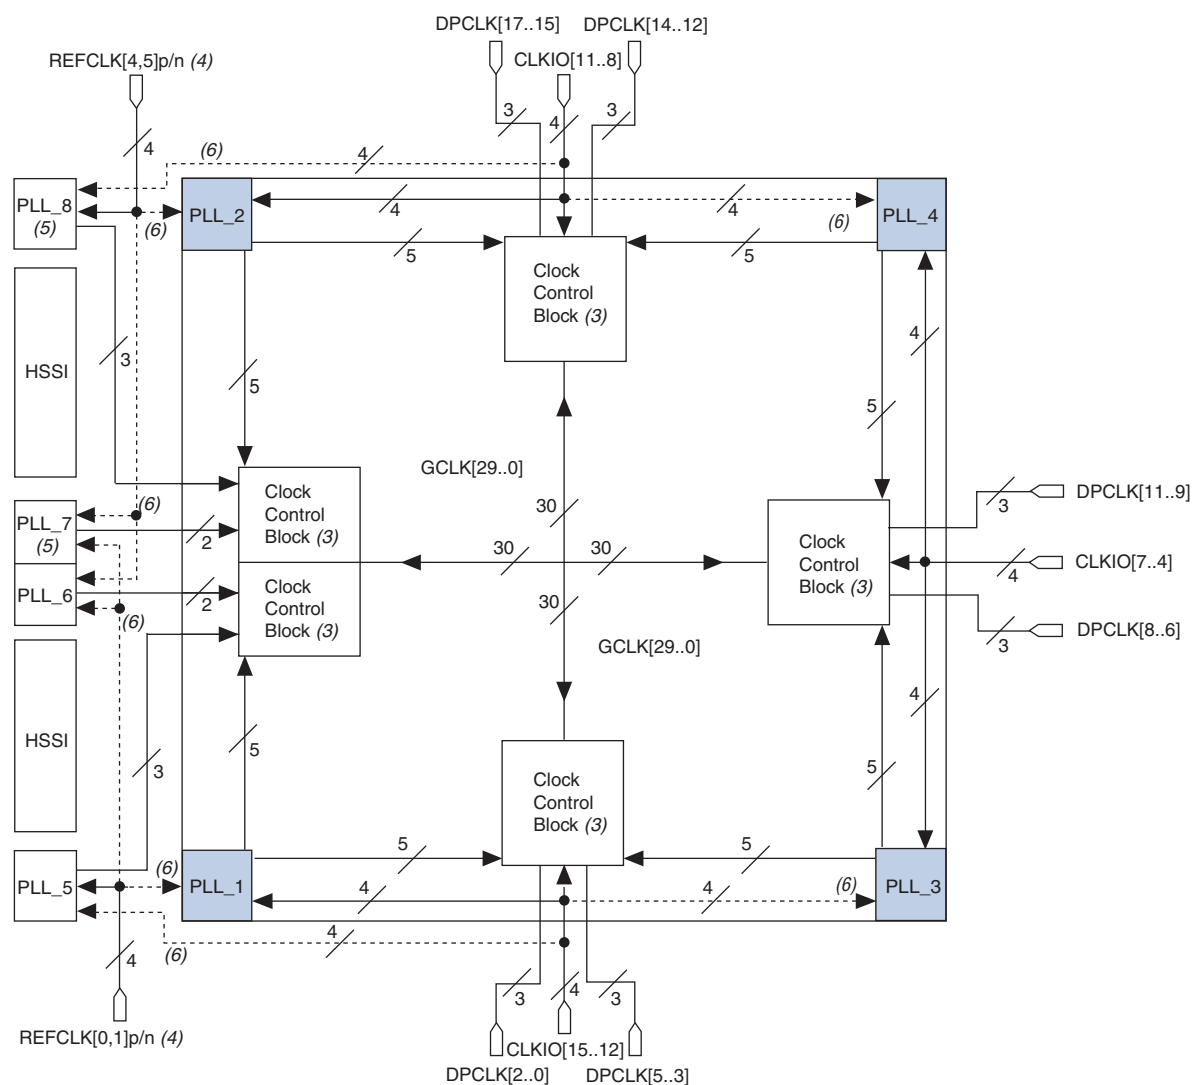 DPCLK[17..15]
DPCLK[14..12]
REFCLK[4,5]p/n (4)
CLKIO[11..8]
3
4
3
4
(6)
4
PLL_8
(5)
(6)
PLL_2
4
4
(6)
PLL_4
5
5
Clock
Control
Block (3)
4
3
HSSI
5
5
GCLK[29..0]
(6)
Clock
Control
Block (3)
30
DPCLK[11..9]
3
PLL_7
(5)
2
30
30
Clock
Control
Block (3)
CLKIO[7..4]
4
PLL_6
2
(6)
Clock
Control
Block (3)
30
DPCLK[8..6]
3
GCLK[29..0]
4
HSSI
3
5
5
Clock
Control
Block (3)
5
5
PLL_5
(6)
PLL_1
4
4
(6)
PLL_3
4
(6)
4
3
4
3
REFCLK[0,1]p/n (4)
CLKIO[15..12]
DPCLK[2..0]
DPCLK[5..3]